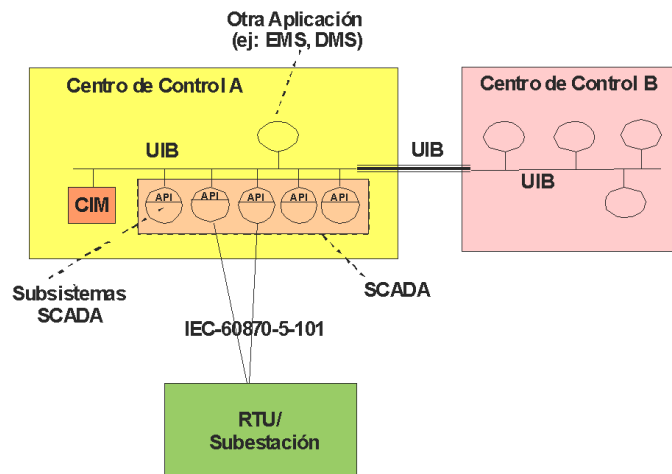 Otra Aplicación
(ej: EMS, DMS)
Centro de Control A
Centro de Control B
UIB
UIB
UIB
CIM
API
API
API
API
API
Subsistemas
SCADA
SCADA
IEC-60870-5-101
RTU/
Subestación